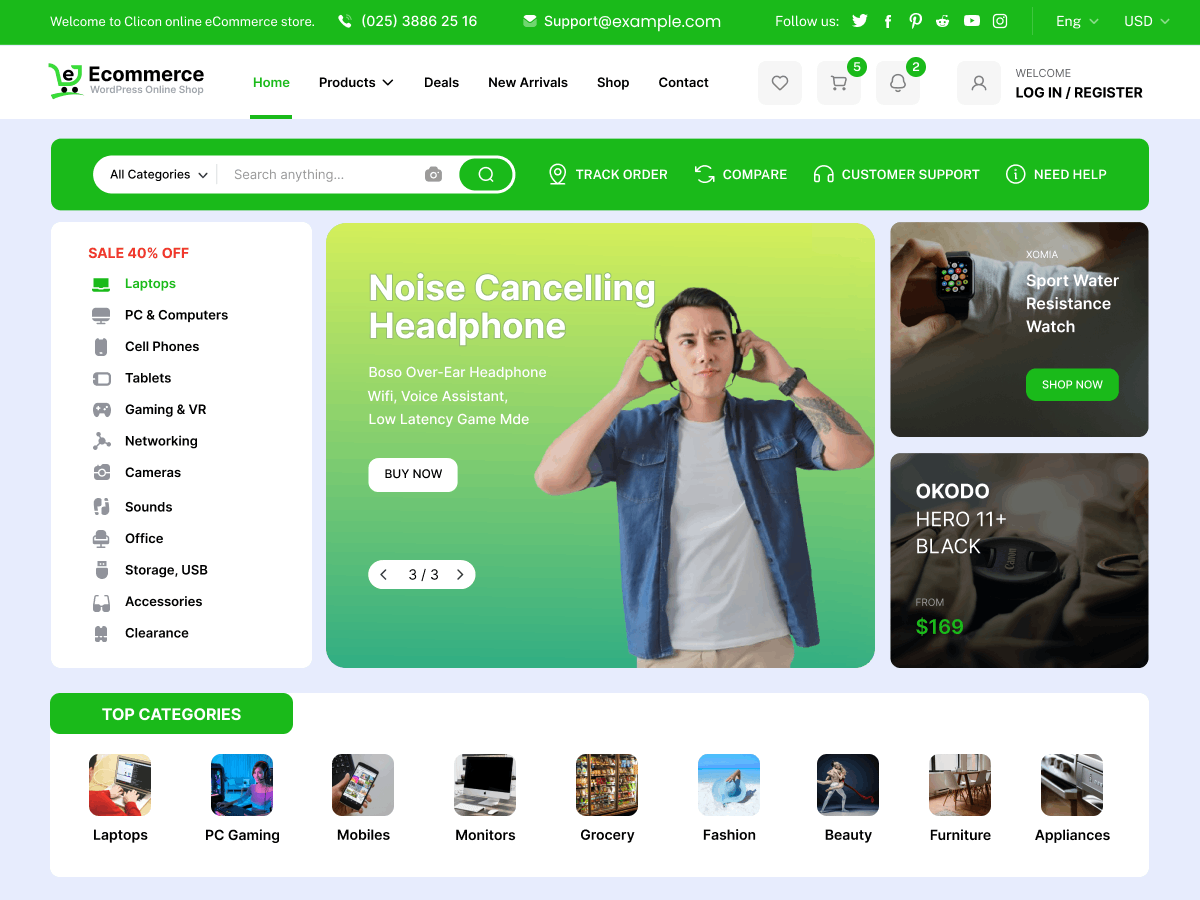 Welcome to Clicon online eCommerce store.
(025) 3886 25 16
Support@example.com
Follow us:
Eng
USD
Ecommerce
WordPress Online Shop
Home
Products
Deals
New Arrivals
Shop
Contact
5
2
WELCOME
LOG IN / REGISTER
All Categories
Search anything...
TRACK ORDER
COMPARE
CUSTOMER SUPPORT
NEED HELP
SALE 40% OFF
Laptops
PC & Computers
Cell Phones
Tablets
Gaming & VR
Networking
Cameras
Sounds
Office
Storage, USB
Accessories
Clearance
Noise Cancelling
Headphone
Boso Over-Ear Headphone
Wifi, Voice Assistant,
Low Latency Game Mde
BUY NOW
3 / 3
XOMIA
Sport Water
Resistance
Watch
SHOP NOW
OKODO
HERO 11+
BLACK
Canon
FROM
$169
TOP CATEGORIES
Laptops
PC Gaming
Mobiles
Monitors
Grocery
Fashion
Beauty
Furniture
Appliances